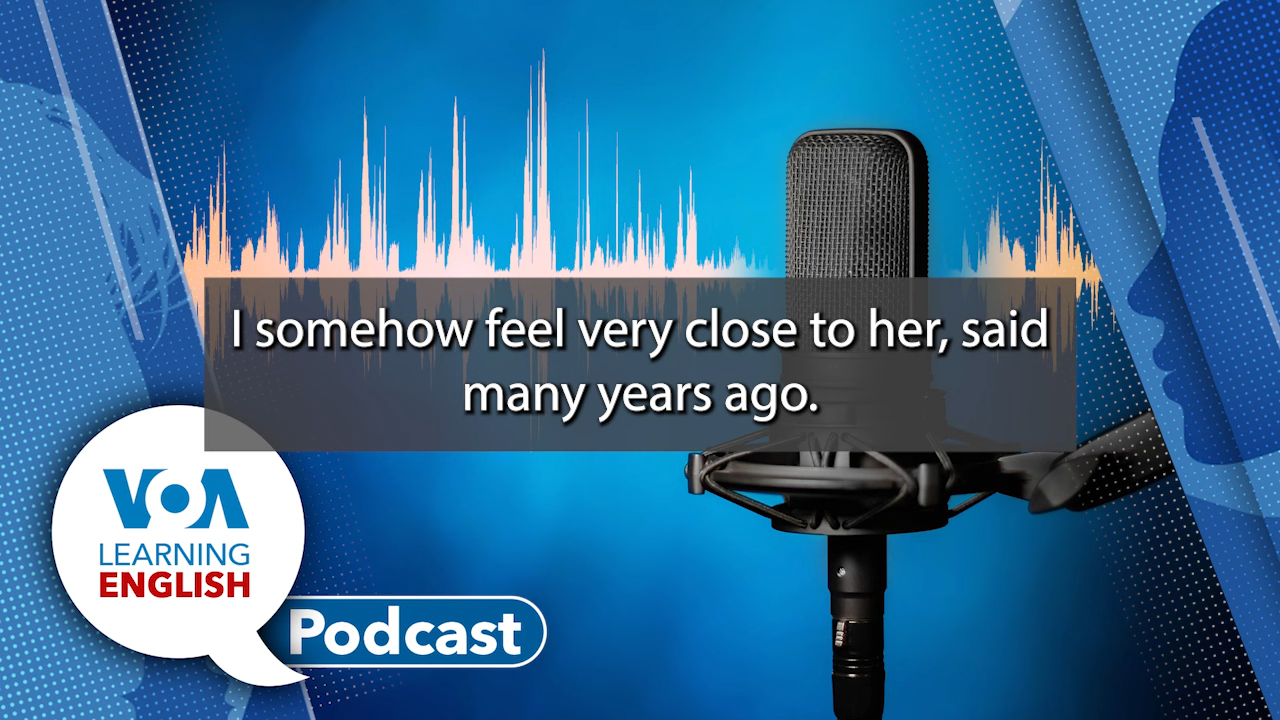 I somehow feel very close to her, said
many years ago.
VOA
LEARNING
ENGLISH
Podcast